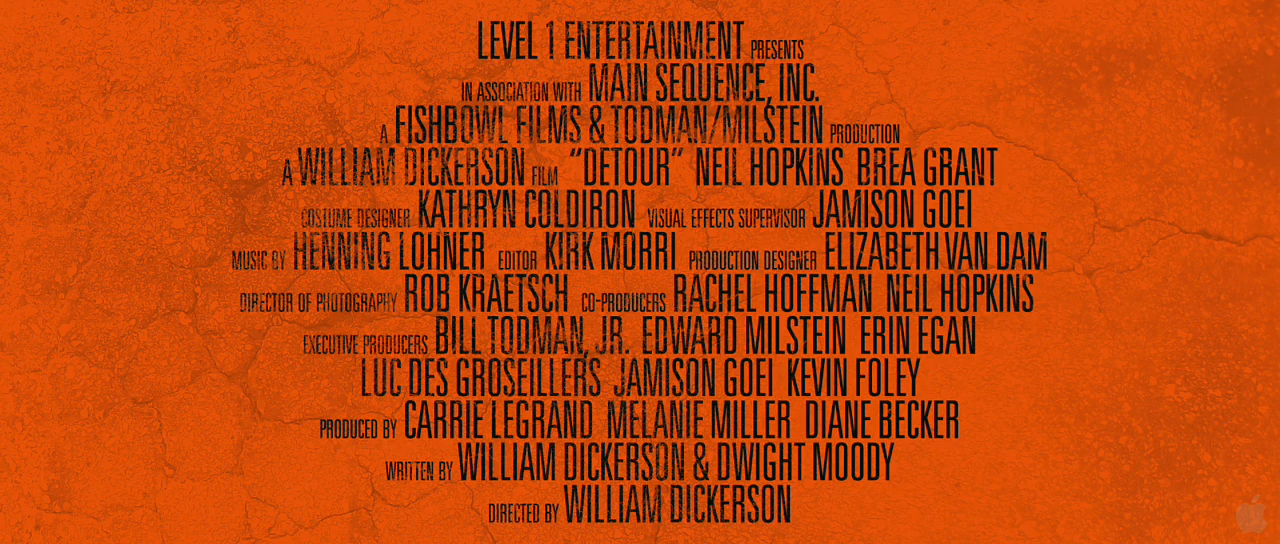 LEVEL 1 ENTERTAINMENT PRESENTS
IN ASSOCIATION WITH MAIN SEQUENCE, INC.
A FISHBOWL FILMS & TODMAN/MILSTEIN PRODUCTION
A WILLIAM DICKERSON FILM "DETOUR" NEIL HOPKINS BREA GRANT
COSTUME DESIGNER KATHRYN COLDIRON VISUAL EFFECTS SUPERVISOR JAMISON GOEI
MUSIC BY HENNING LOHNER EDITOR KIRK MORRI PRODUCTION DESIGNER ELIZABETH VAN DAM
DIRECTOR OF PHOTOGRAPHY ROB KRAETSCH CO-PRODUCERS RACHEL HOFFMAN NEIL HOPKINS
EXECUTIVE PRODUCERS BILL TODMAN, JR. EDWARD MILSTEIN ERIN EGAN
LUC DES GROSEILLERS JAMISON GOEI KEVIN FOLEY
PRODUCED BY CARRIE LEGRAND MELANIE MILLER DIANE BECKER
WRITTEN BY WILLIAM DICKERSON & DWIGHT MOODY
DIRECTED BY WILLIAM DICKERSON